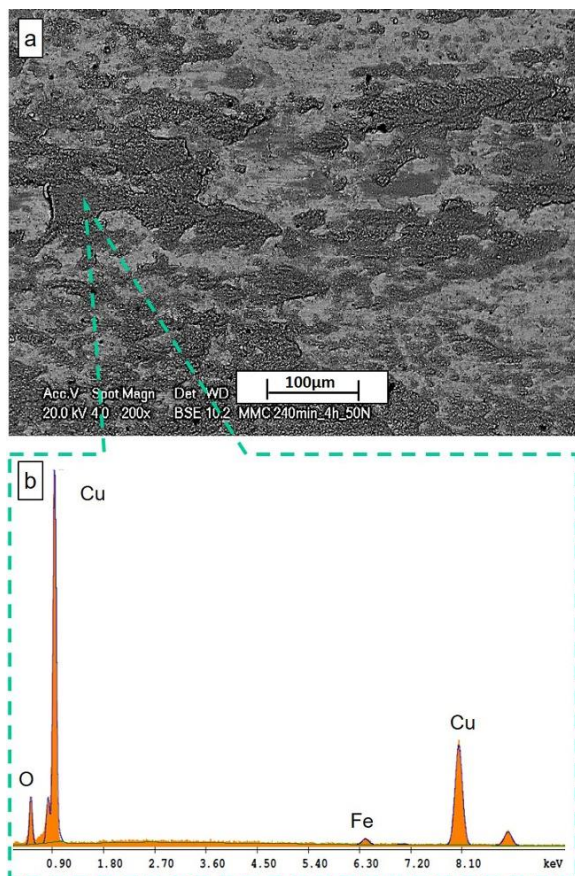 a
100μm
Acc.V Spot Magn Det WD
20.0 kV 4.0 200x BSE 10.2 MMC 240min_4h_50N
b
Cu
Cu
O
Fe
0.90 1.80 2.70 3.60 4.50 5.40 6.30 7.20 8.10 keV